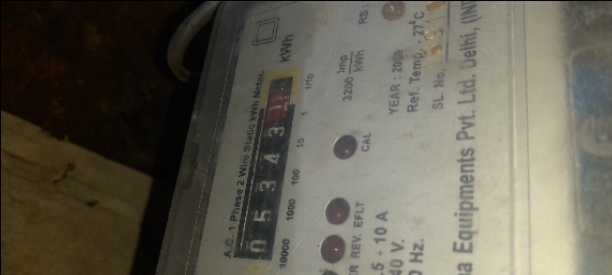 A.C. 1 Phase 2 Wire Static kWh Meter.
0 5 3 4 3
kWh
10000 1000 100 10 1 1/10
CAL
REV. EFLT
3200 Imp
kWh
RS :
.5 - 10 A
40 V.
0 Hz.
YEAR : 20
Ref. Temp. : 27°C
SL. No.
a Equipments Pvt. Ltd. Delhi, (IN